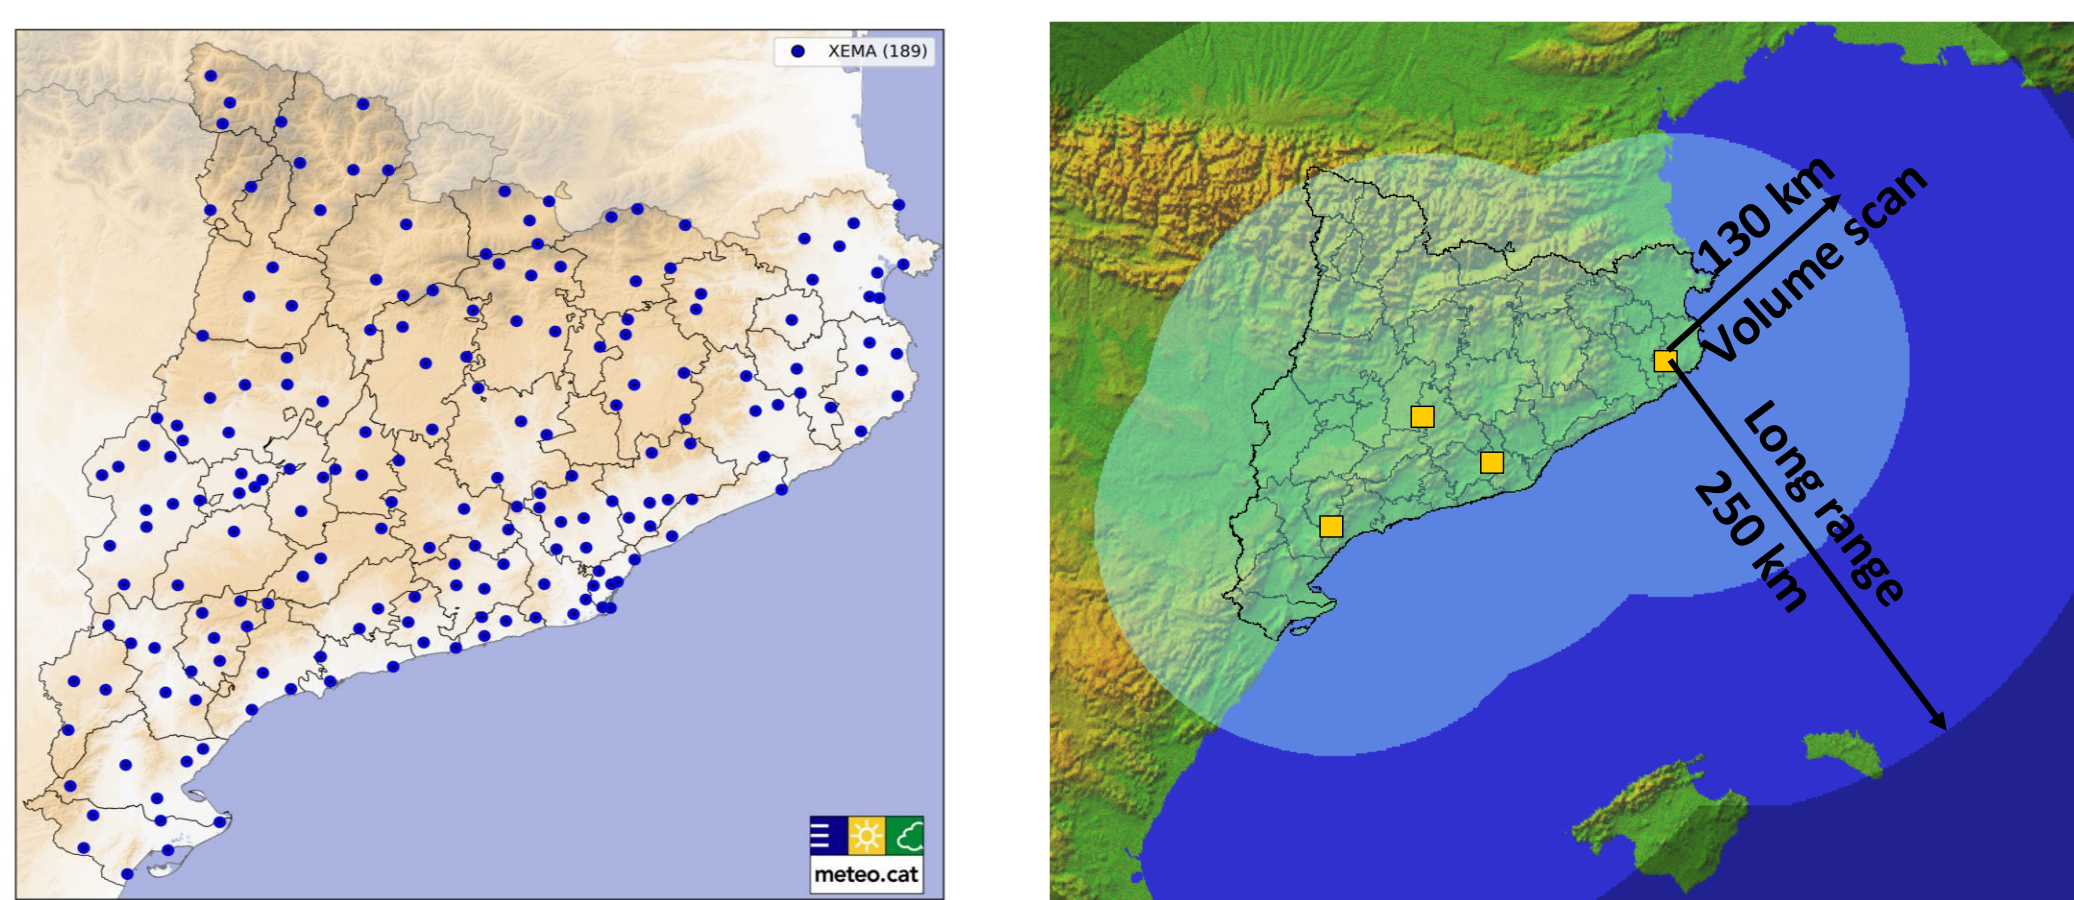 XEMA (189)
meteo.cat
130 km
Volume scan
Long range
250 km